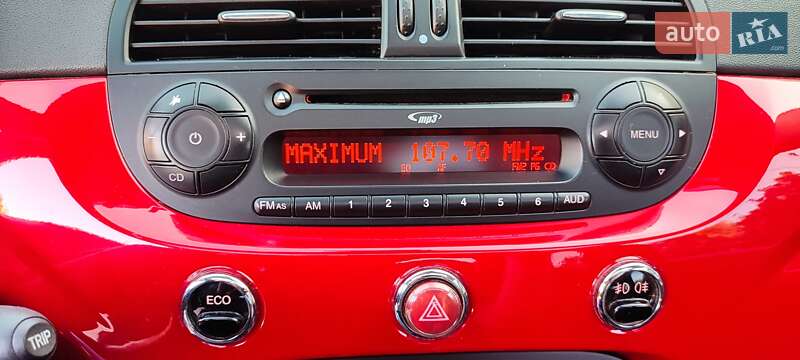 auto RIA
.com
mp3
MENU
CD
MAXIMUM 107.70 MHz
FM AS AM 1 2 3 4 5 6 AUD
ECO
TRIP